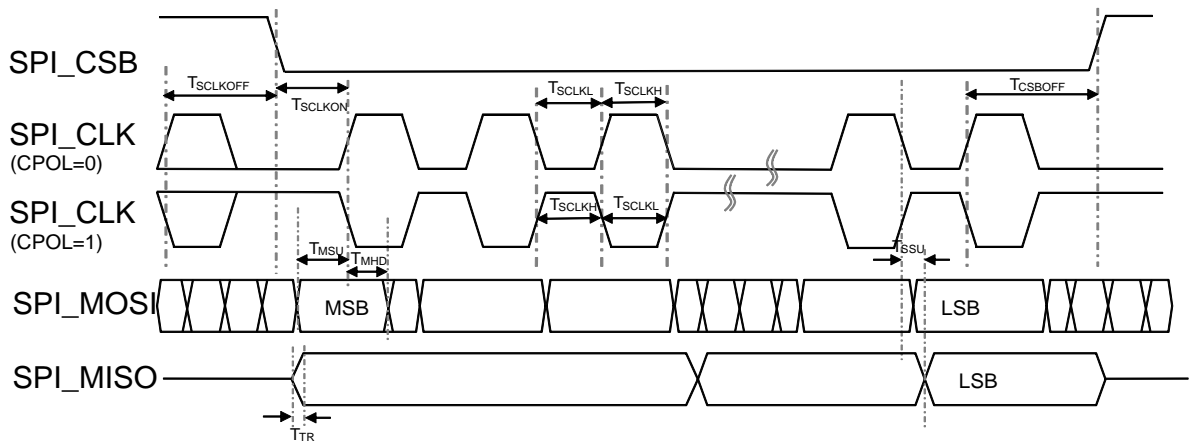 SPI_CSB
TSCLKOFF
TSCLKON
TSCLKL
TSCLKH
TCSBOFF
SPI_CLK
(CPOL=0)
SPI_CLK
(CPOL=1)
TSCLKH
TSCLKL
TMSU
TMHD
TSSU
SPI_MOSI
MSB
LSB
SPI_MISO
LSB
TTR